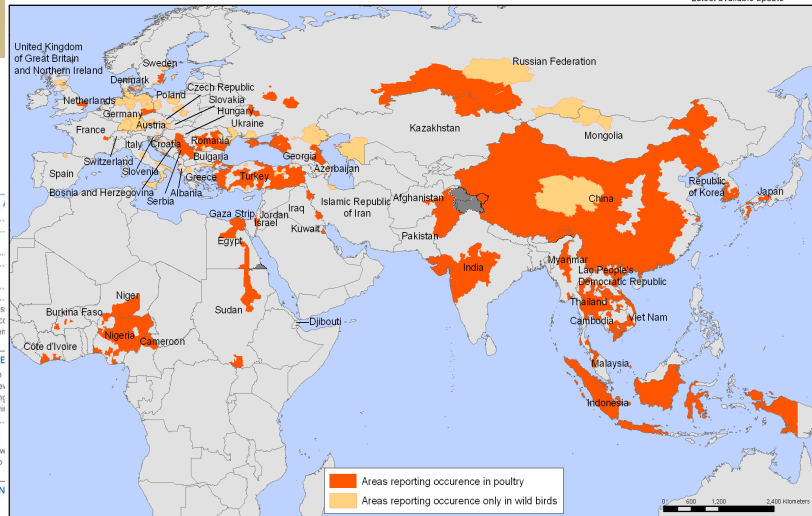 United Kingdom
of Great Britain
and Northern Ireland
Sweden
Denmark
Netherlands
Poland
Czech Republic
Slovakia
Germany
Hungary
Ukraine
Austria
France
Italy
Croatia
Romania
Switzerland
Bulgaria
Georgia
Slovenia
Azerbaijan
Spain
Greece
Turkey
Bosnia and Herzegovina
Albania
Serbia
Russian Federation
Kazakhstan
Mongolia
China
Republic
of Korea
Japan
Afghanistan
Islamic Republic
of Iran
Iraq
Gaza Strip
Jordan
Israel
Kuwait
Pakistan
Egypt
India
Myanmar
Lao People's
Democratic Republic
Thailand
Cambodia
Viet Nam
Niger
Burkina Faso
Sudan
Djibouti
Nigeria
Cameroon
Côte d'Ivoire
Malaysia
Indonesia
Areas reporting occurence in poultry
Areas reporting occurence only in wild birds
0 600 1,200 2,400 Kilometers